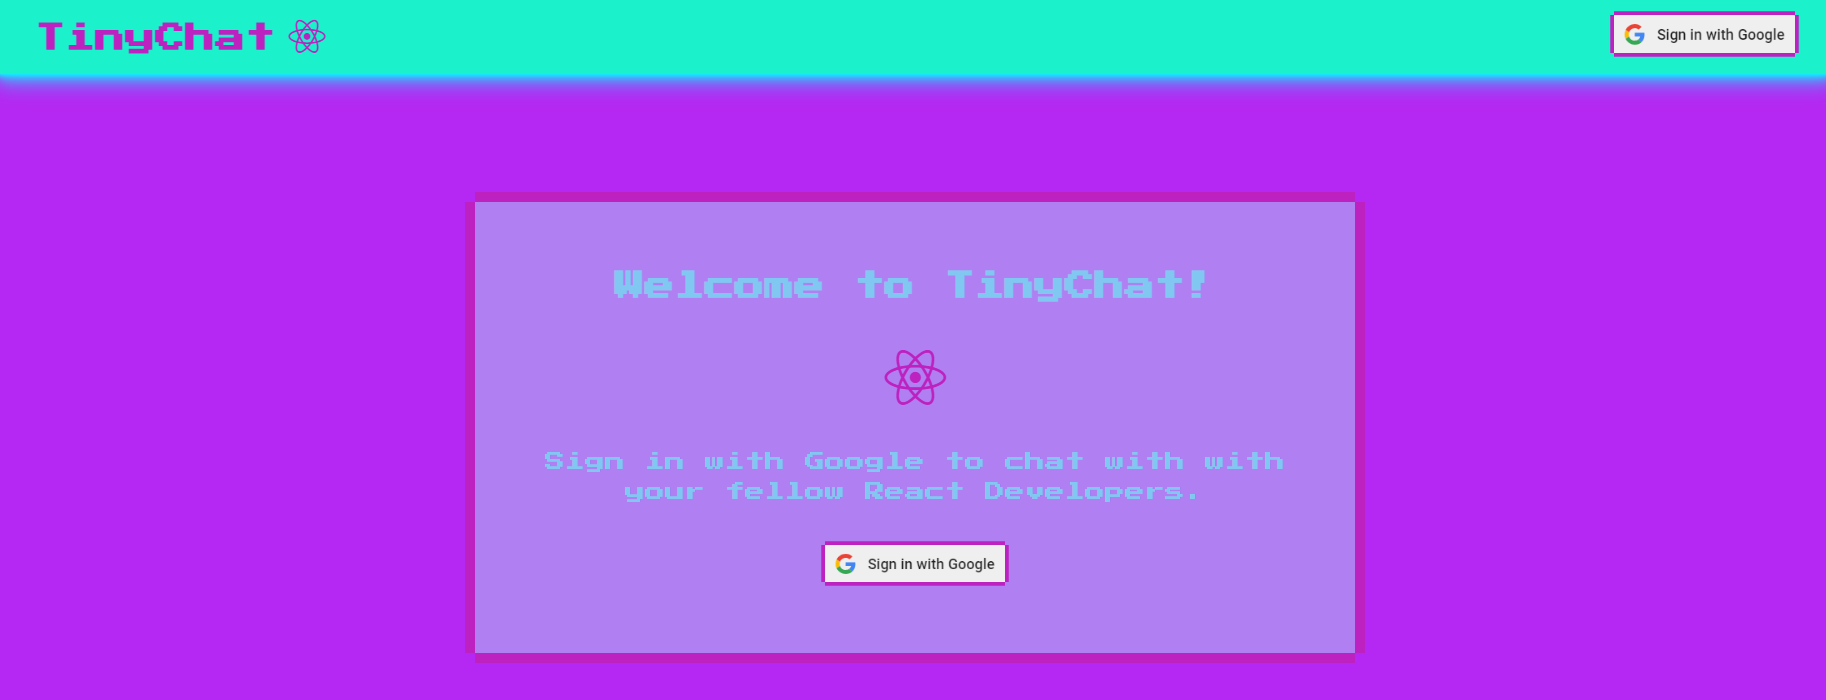 TinyChat
Sign in with Google
Welcome to TinyChat!
Sign in with Google to chat with with
your fellow React Developers.
Sign in with Google